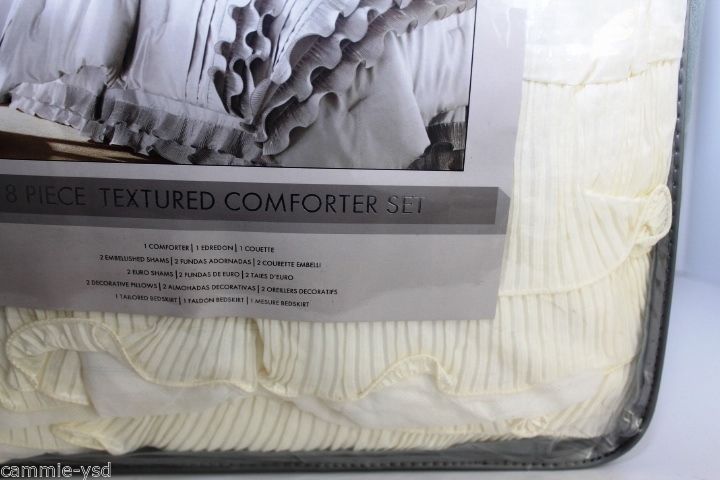 8 PIECE TEXTURED COMFORTER SET
1 COMFORTER | 1 EDREDON | 1 COUETTE
2 EMBELLISHED SHAMS | 2 FUNDAS ADORNADAS | 2 COURETTE EMBELLI
2 EURO SHAMS | 2 FUNDAS DE EURO | 2 TAIES D'EURO
2 DECORATIVE PILLOWS | 2 ALMOHADAS DECORATIVAS | 2 OREILLERS DECORATIFS
1 TAILORED BEDSKIRT | 1 FALDÓN BEDSKIRT | 1 MESURE BEDSKIRT
cammie-ysd